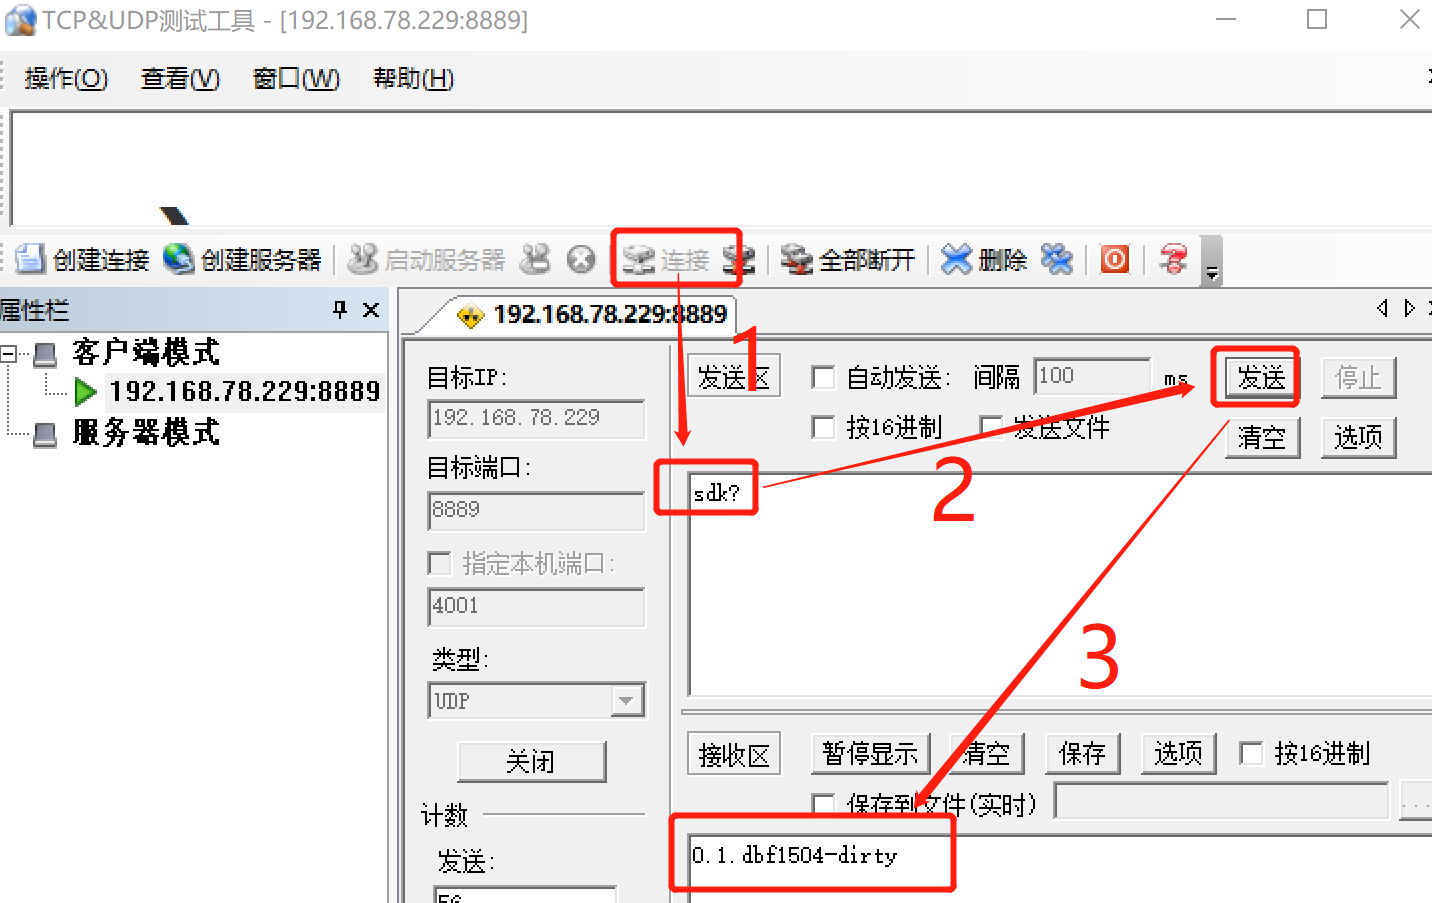 TCP&UDP测试工具 - [192.168.78.229:8889]
操作(O) 查看(V) 窗口(W) 帮助(H)
创建连接 创建服务器 启动服务器 连接 全部断开 删除
属性栏
客户端模式
192.168.78.229:8889
服务器模式
192.168.78.229:8889
目标IP:
192.168.78.229
目标端口:
8889
指定本机端口:
4001
类型:
UDP
关闭
计数
发送:
56
发送区 自动发送: 间隔 100 ms 发送 停止
按16进制 发送文件 清空 选项
sdk?
1
2
3
接收区 暂停显示 清空 保存 选项 按16进制
保存到文件(实时) ...
0.1.dbf1504-dirty